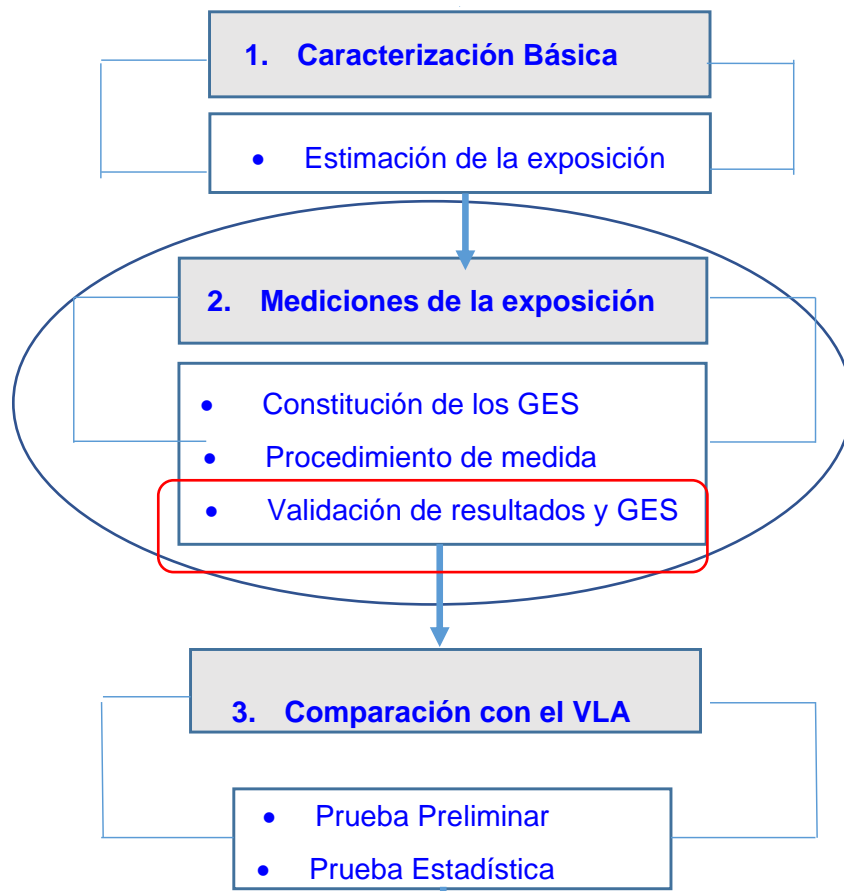 1. Caracterización Básica
• Estimación de la exposición
2. Mediciones de la exposición
• Constitución de los GES
• Procedimiento de medida
• Validación de resultados y GES
3. Comparación con el VLA
• Prueba Preliminar
• Prueba Estadística